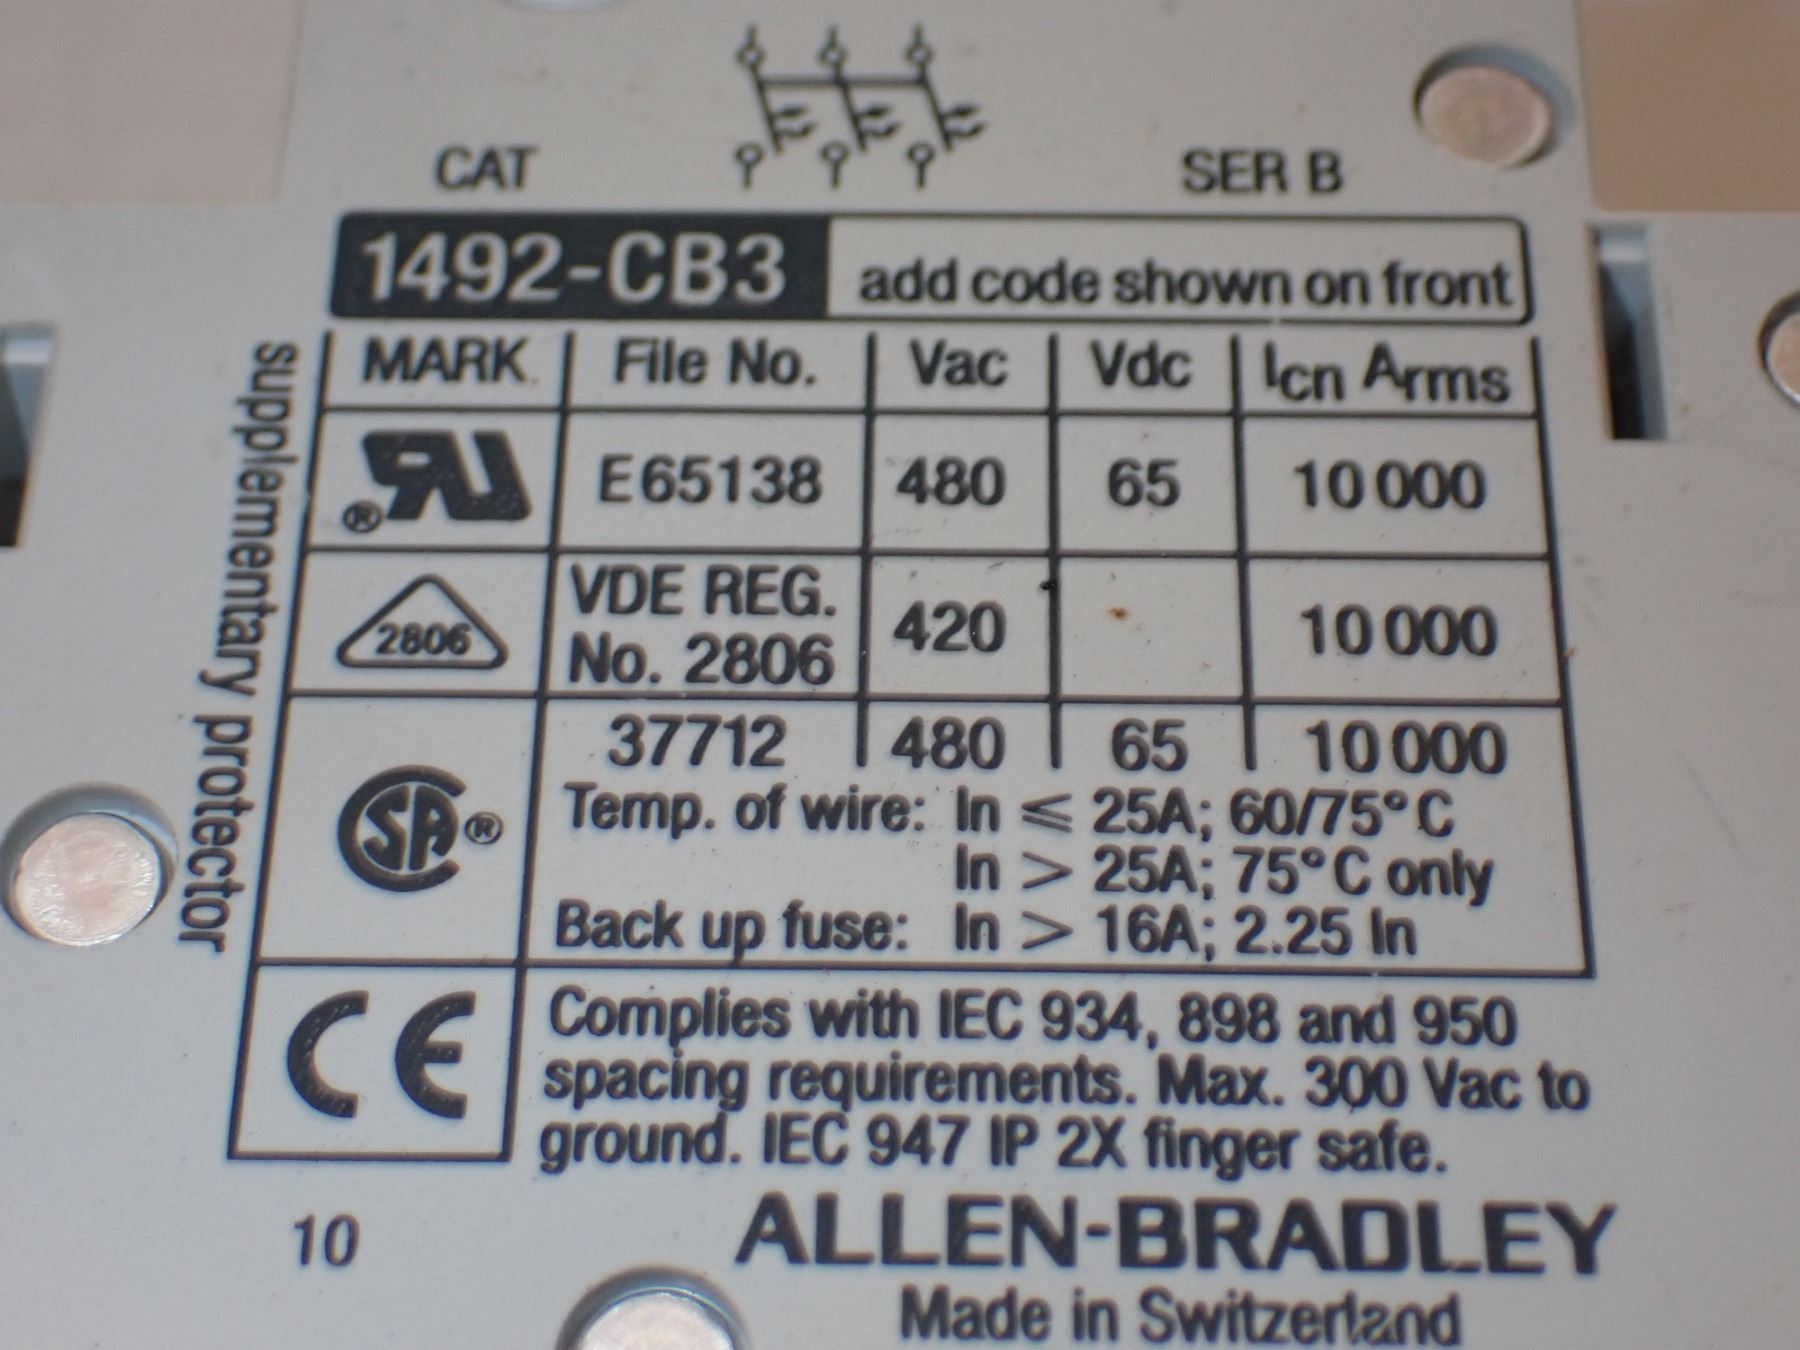 CAT
SER B
1492-CB3 add code shown on front
supplementary protector
MARK File No. Vac Vdc Icn Arms
® RU E65138 480 65 10 000
2806 VDE REG. No. 2806 420 10 000
37712 480 65 10 000
SA ®
Temp. of wire: In ≤ 25A; 60/75°C
In > 25A; 75°C only
Back up fuse: In > 16A; 2.25 In
CE
Complies with IEC 934, 898 and 950
spacing requirements. Max. 300 Vac to
ground. IEC 947 IP 2X finger safe.
10
ALLEN-BRADLEY
Made in Switzerland